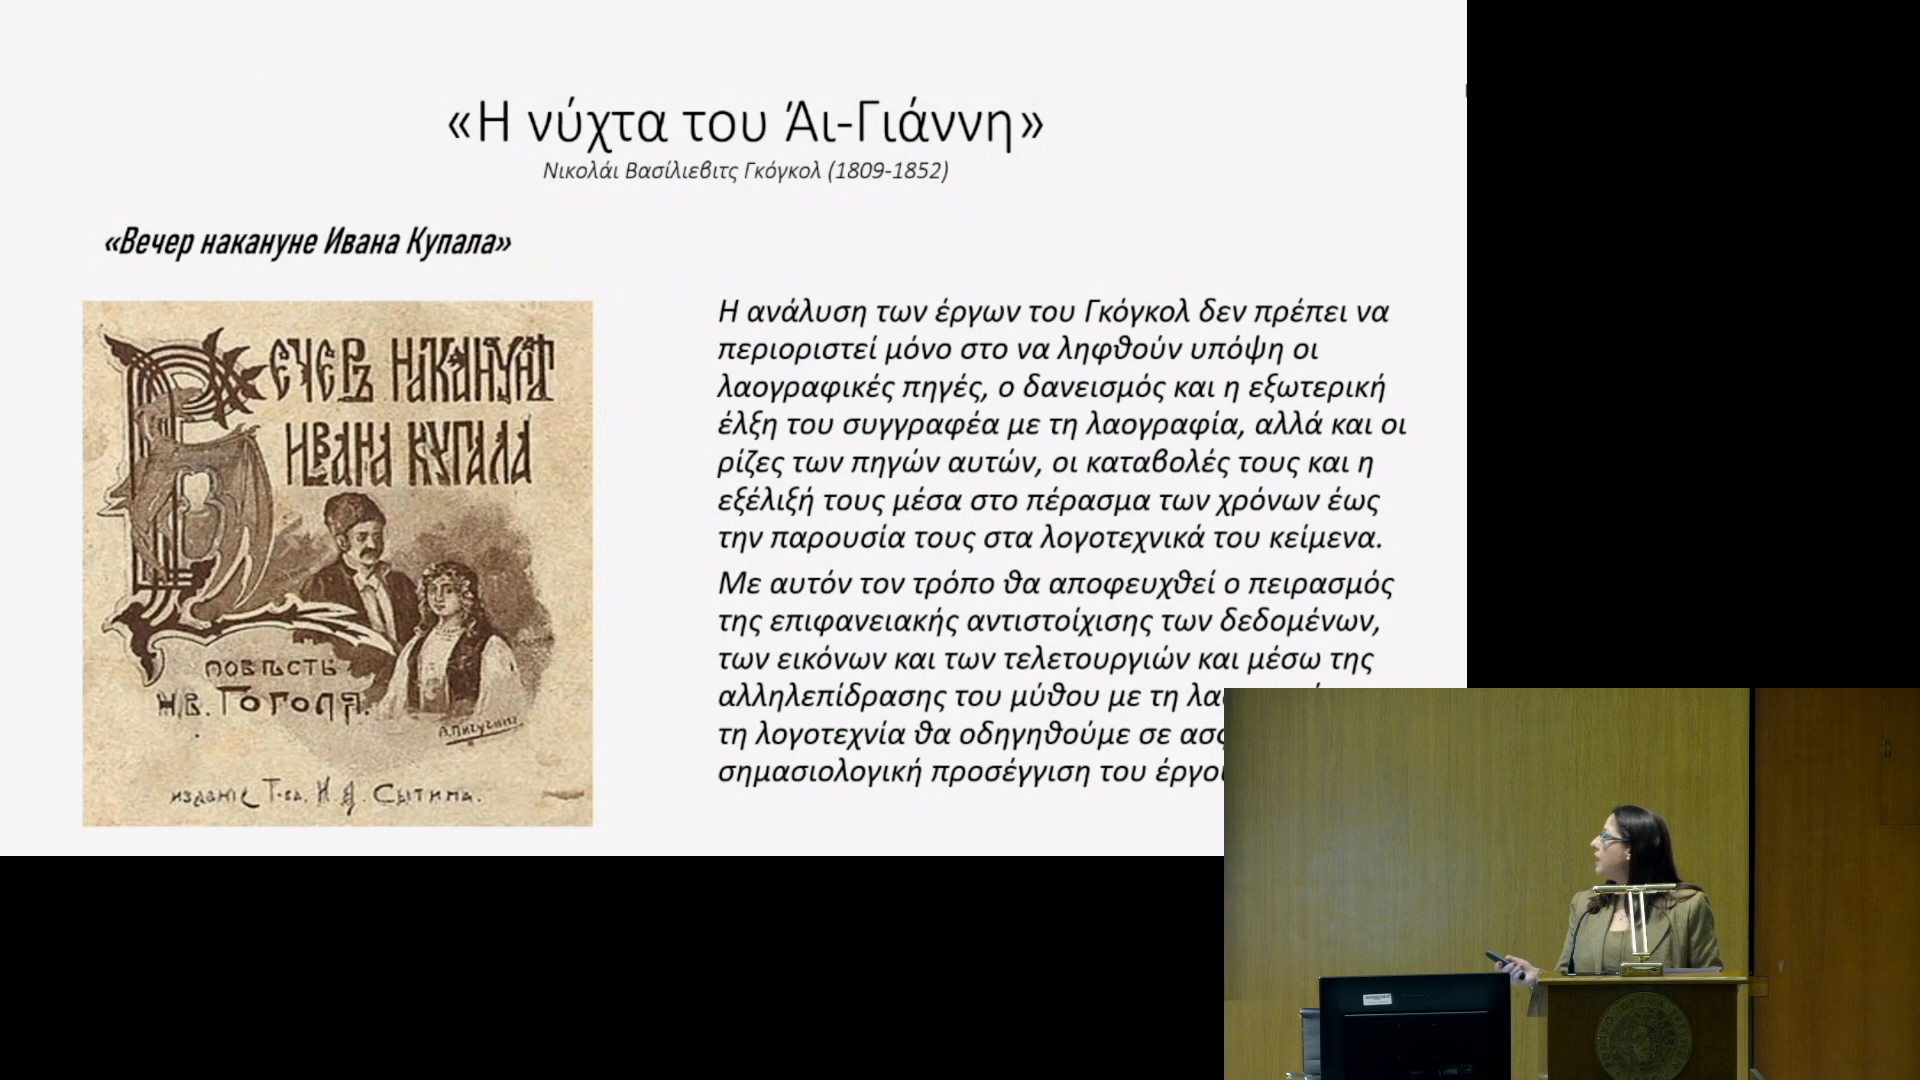 «Η νύχτα του Άι-Γιάννη»
Νικολάι Βασίλιεβιτς Γκόγκολ (1809-1852)
«Вечер накануне Ивана Купала»
ВЕЧЕРЪ НАКАНУНѢ
ИВАНА КУПАЛА
ПОВѢСТЬ
Н.В. ГОГОЛЯ.
изданіе Т-ва И. Д. Сытина.
Η ανάλυση των έργων του Γκόγκολ δεν πρέπει να
περιοριστεί μόνο στο να ληφθούν υπόψη οι
λαογραφικές πηγές, ο δανεισμός και η εξωτερική
έλξη του συγγραφέα με τη λαογραφία, αλλά και οι
ρίζες των πηγών αυτών, οι καταβολές τους και η
εξέλιξή τους μέσα στο πέρασμα των χρόνων έως
την παρουσία τους στα λογοτεχνικά του κείμενα.
Με αυτόν τον τρόπο θα αποφευχθεί ο πειρασμός
της επιφανειακής αντιστοίχισης των δεδομένων,
των εικόνων και των τελετουργιών και μέσω της
αλληλεπίδρασης του μύθου με τη
τη λογοτεχνία θα οδηγηθούμε σε
σημασιολογική προσέγγιση του